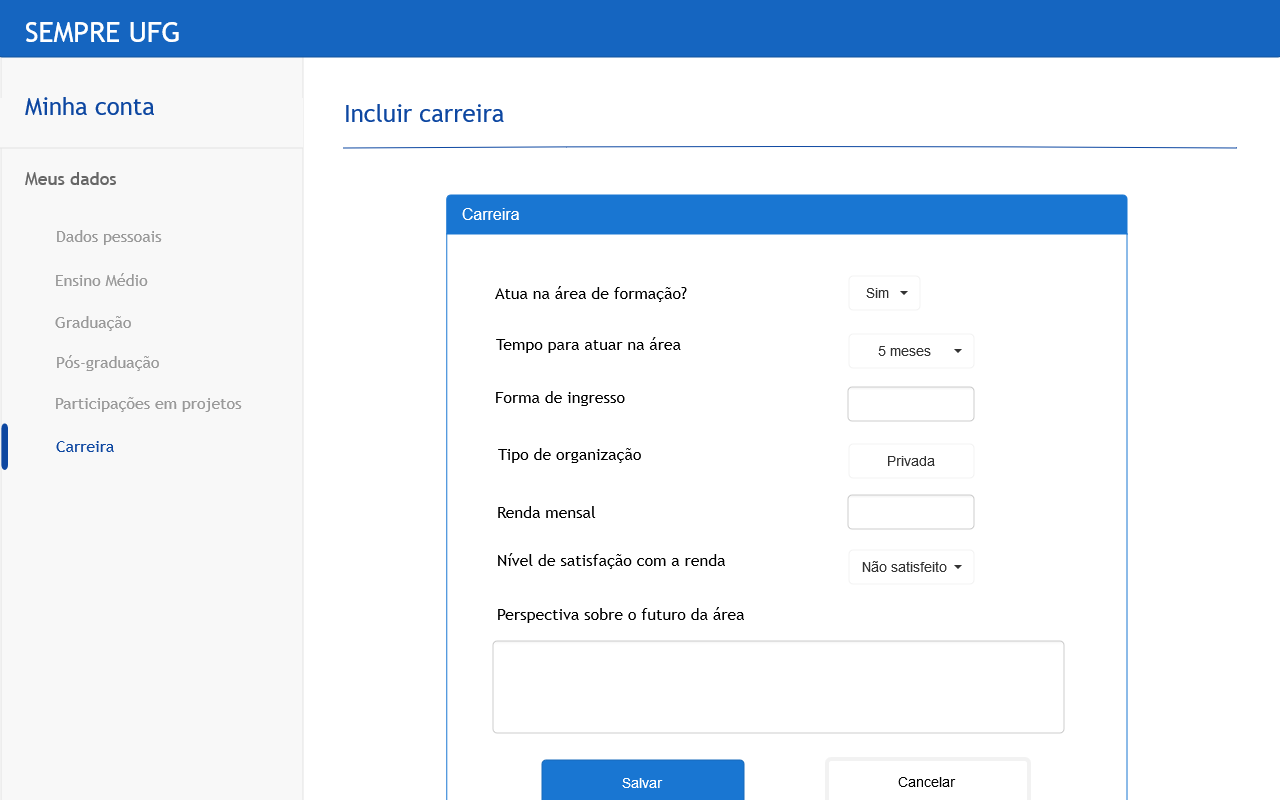 SEMPRE UFG
Minha conta
Meus dados
Dados pessoais
Ensino Médio
Graduação
Pós-graduação
Participações em projetos
Carreira
Incluir carreira
Carreira
Atua na área de formação? Sim
Tempo para atuar na área 5 meses
Forma de ingresso
Tipo de organização Privada
Renda mensal
Nível de satisfação com a renda Não satisfeito
Perspectiva sobre o futuro da área
Salvar Cancelar